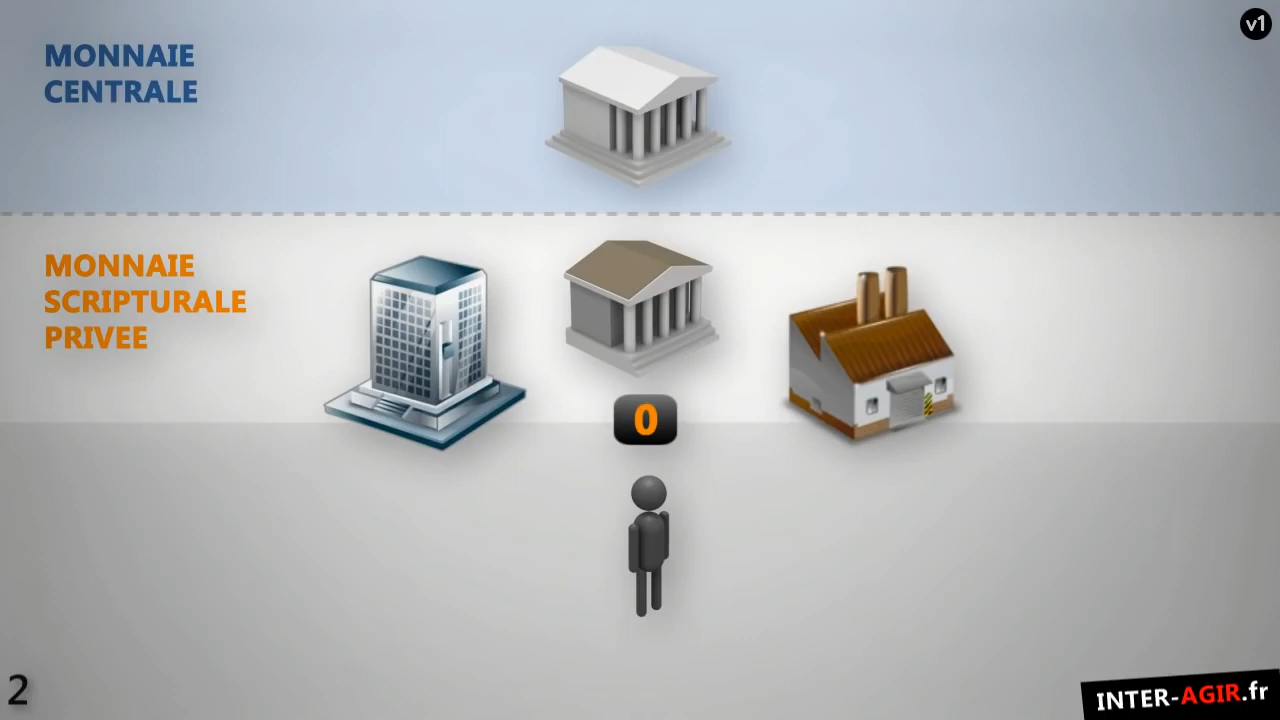 v1
MONNAIE
CENTRALE
MONNAIE
SCRIPTURALE
PRIVEE
0
2
INTER-AGIR.fr